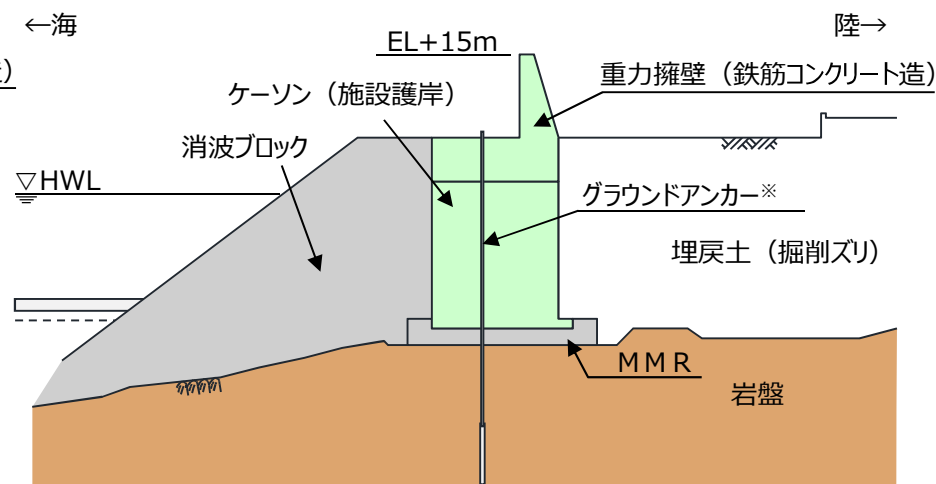 ←海
陸→
EL+15m
重力擁壁（鉄筋コンクリート造）
ケーソン（施設護岸）
消波ブロック
▽HWL
グラウンドアンカー※
埋戻土（掘削ズリ）
ＭＭＲ
岩盤